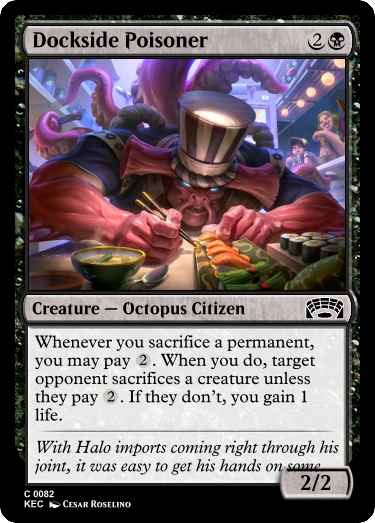 Dockside Poisoner 2
Creature — Octopus Citizen
Whenever you sacrifice a permanent,
you may pay 2. When you do, target
opponent sacrifices a creature unless
they pay 2. If they don't, you gain 1
life.
With Halo imports coming right through his
joint, it was easy to get his hands on some.
2/2
C 0082
KEC Cesar Roselino